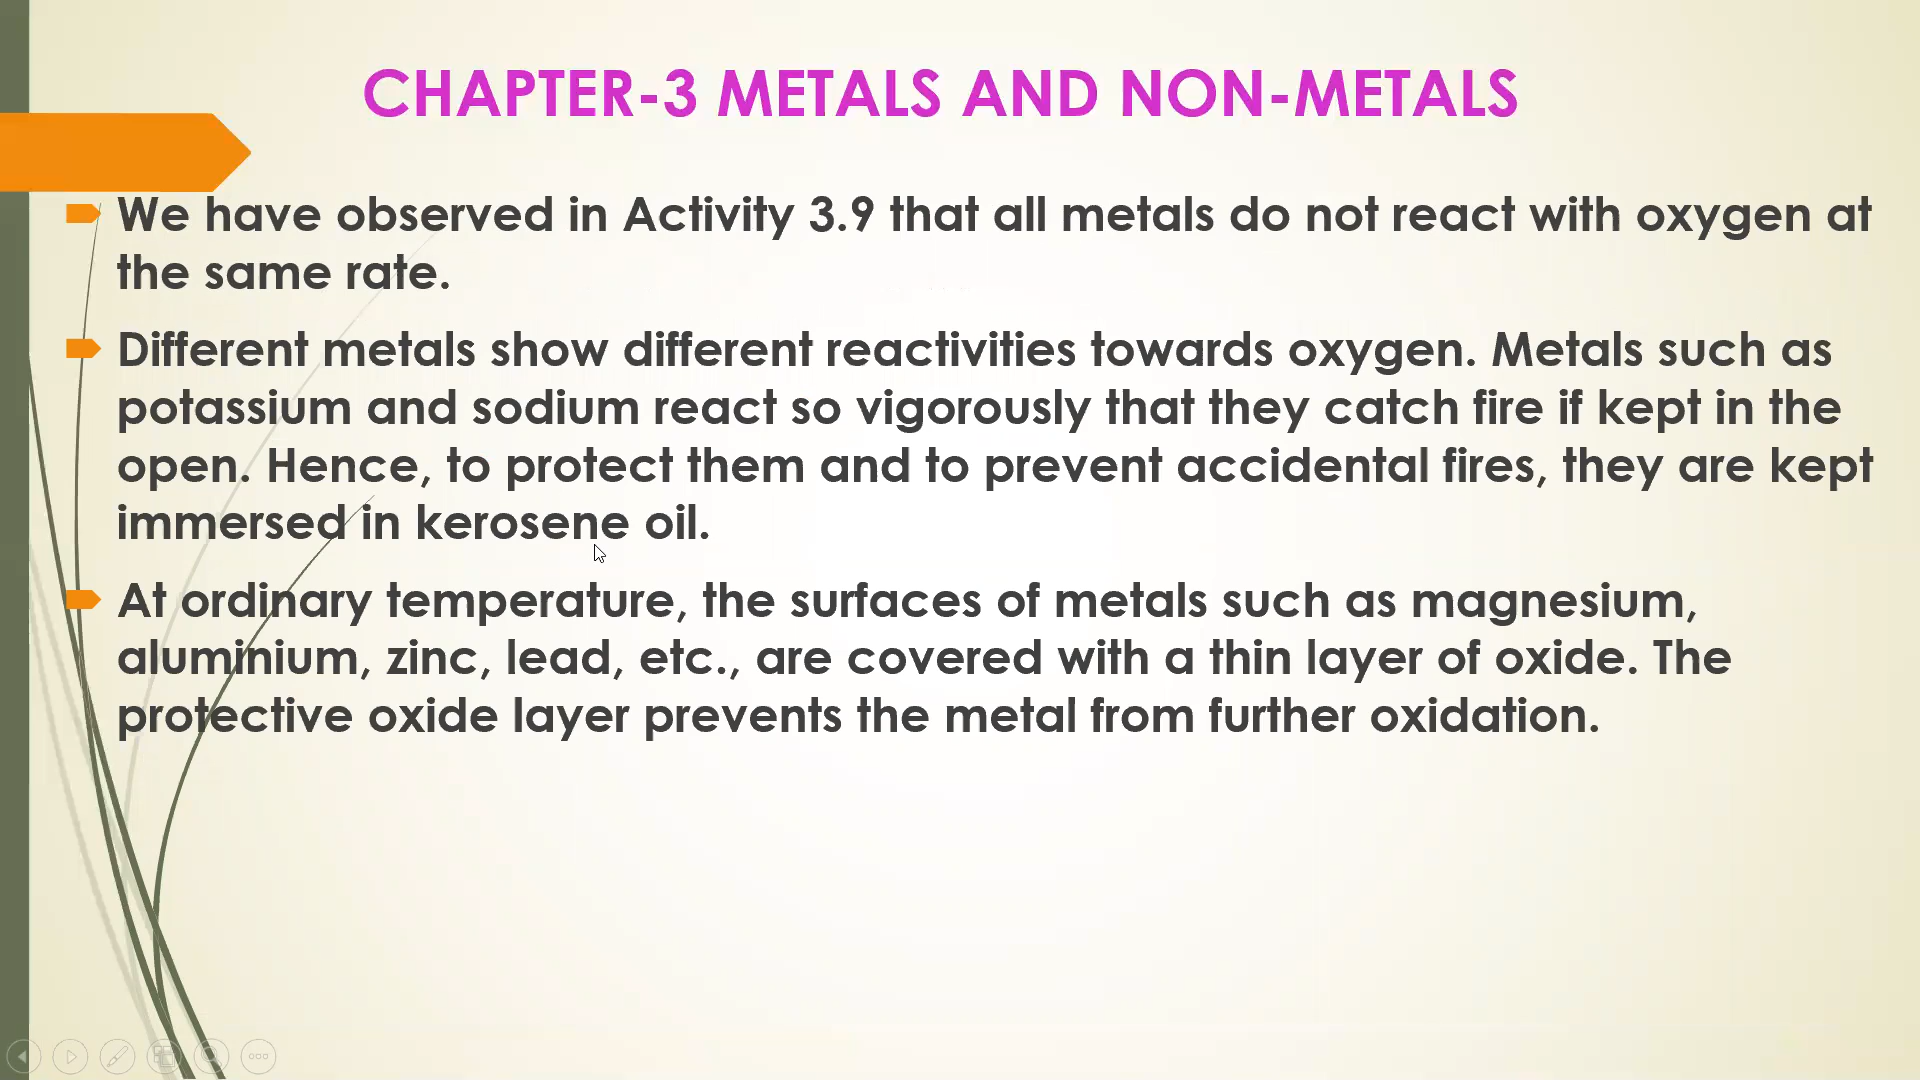 CHAPTER-3 METALS AND NON-METALS
We have observed in Activity 3.9 that all metals do not react with oxygen at
the same rate.
Different metals show different reactivities towards oxygen. Metals such as
potassium and sodium react so vigorously that they catch fire if kept in the
open. Hence, to protect them and to prevent accidental fires, they are kept
immersed in kerosene oil.
At ordinary temperature, the surfaces of metals such as magnesium,
aluminium, zinc, lead, etc., are covered with a thin layer of oxide. The
protective oxide layer prevents the metal from further oxidation.